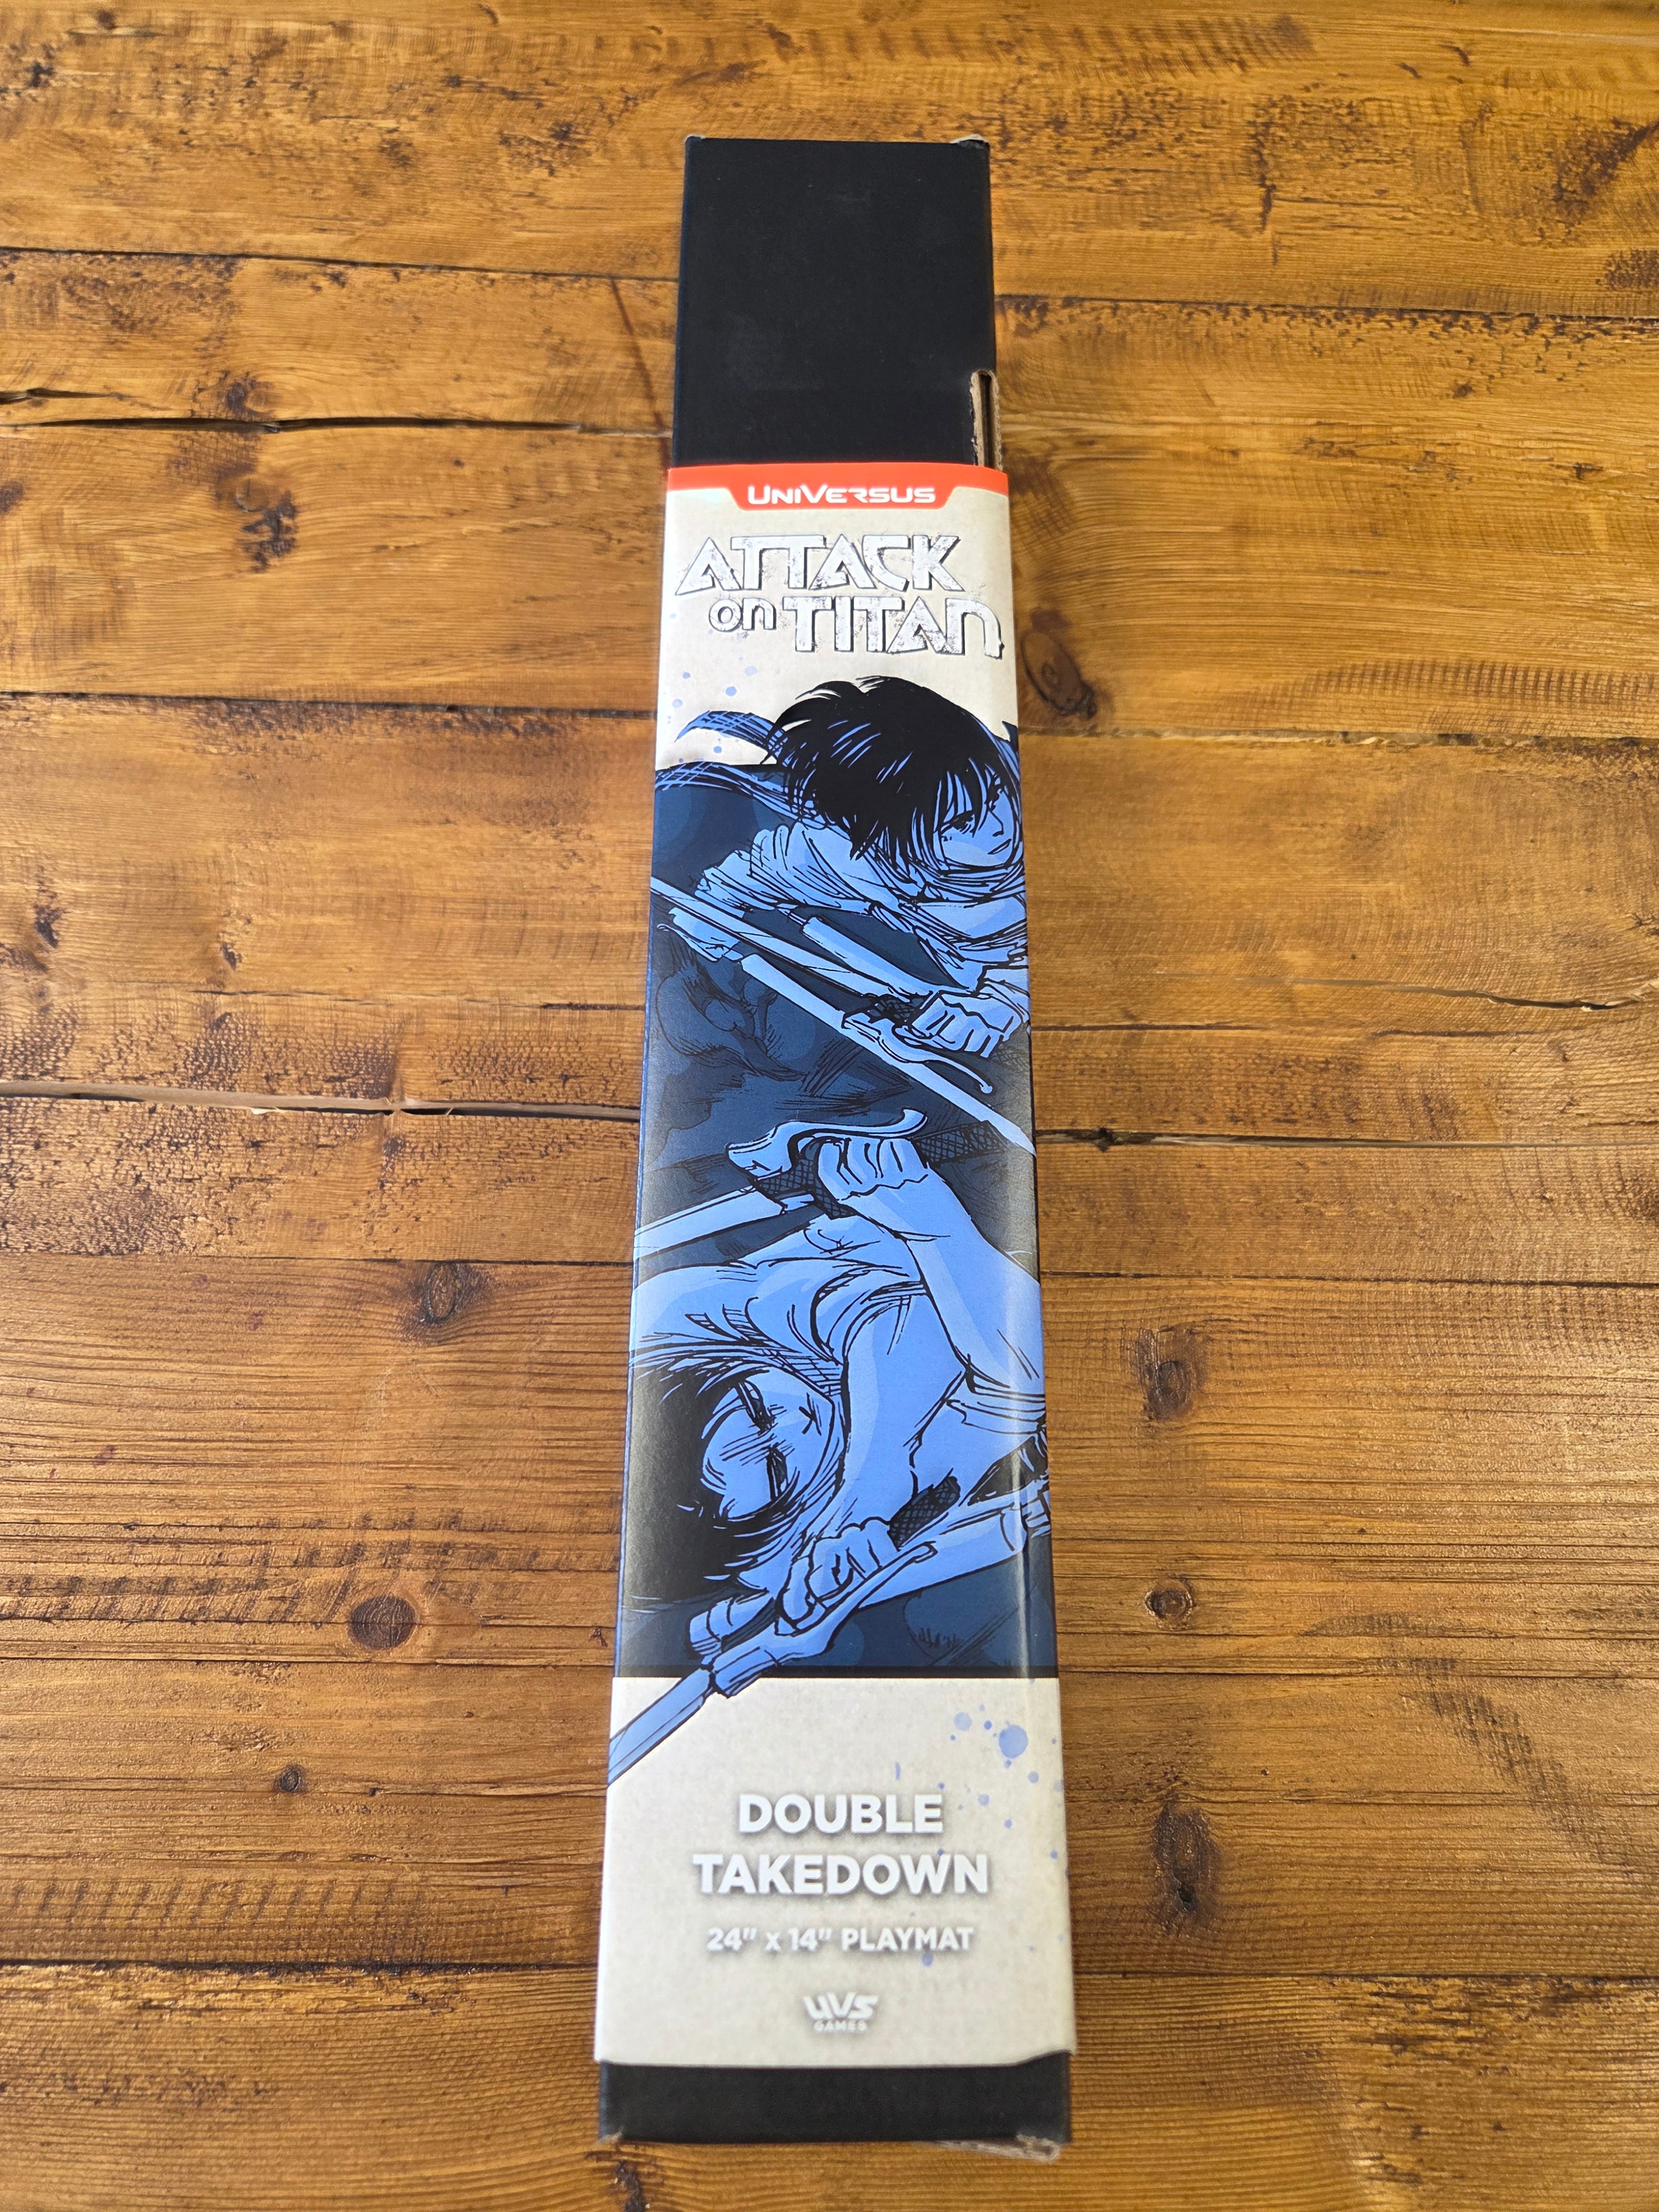 UniVersus
ATTACK
on TITAN
DOUBLE
TAKEDOWN
24" x 14" PLAYMAT
UVS
GAMES